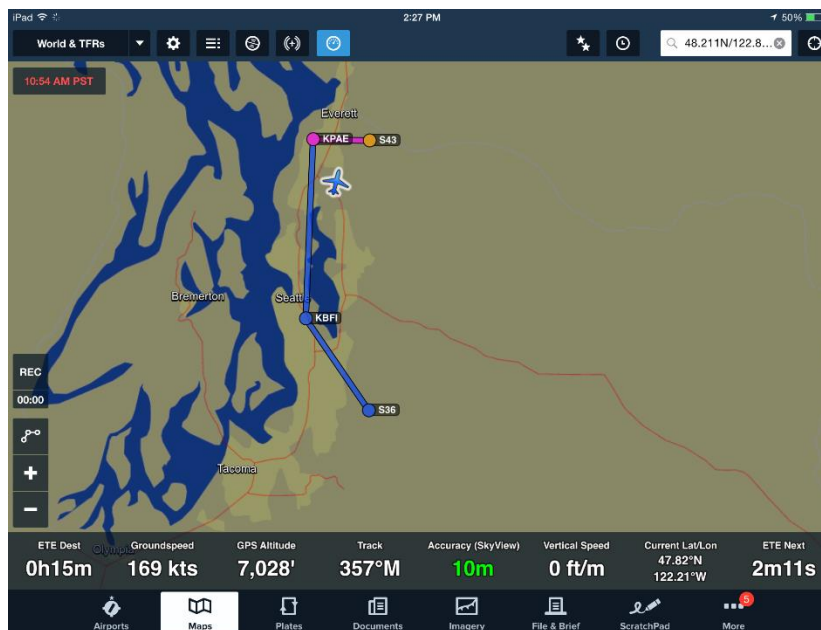 iPad 2:27 PM 50%
World & TFRs 48.211N/122.8...
10:54 AM PST
Everett
KPAE S43
Bremerton Seattle
KBFI
REC
00:00
S36
Tacoma
Olympia
ETE Dest Groundspeed GPS Altitude Track Accuracy (SkyView) Vertical Speed Current Lat/Lon ETE Next
0h15m 169 kts 7,028' 357°M 10m 0 ft/m 47.82°N 122.21°W 2m11s
5
Airports Maps Plates Documents Imagery File & Brief ScratchPad More